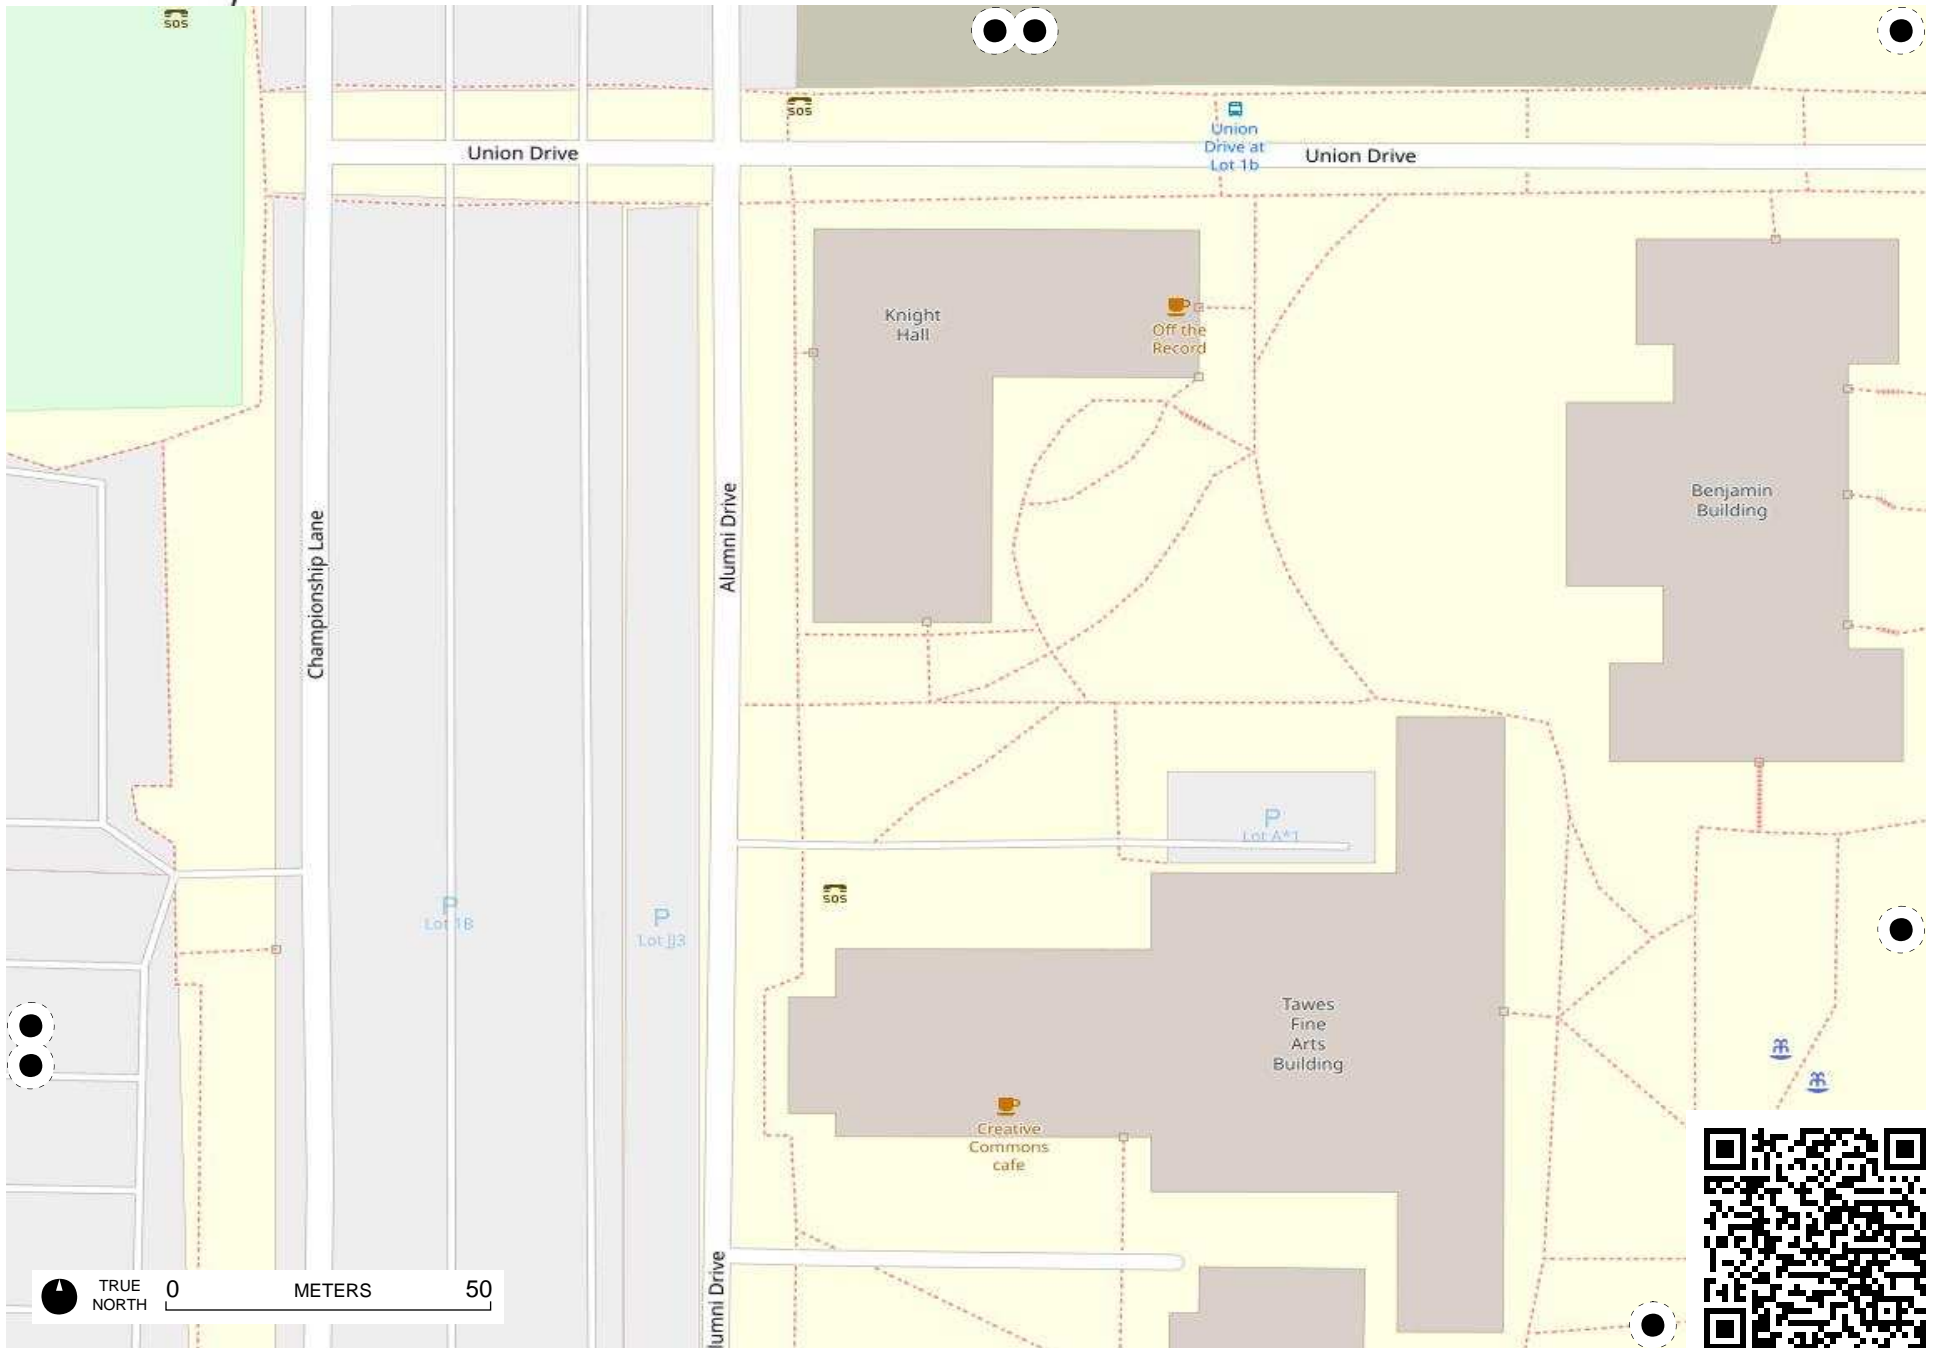 SOS
SOS
Union Drive
Union
Drive at
Lot 1b
Union Drive
Knight
Hall
Off the
Record
Benjamin
Building
Championship Lane
Alumni Drive
P
Lot A*1
P
Lot 1B
P
Lot JJ3
SOS
Tawes
Fine
Arts
Building
Creative
Commons
cafe
lumni Drive
TRUE
NORTH
0 METERS 50